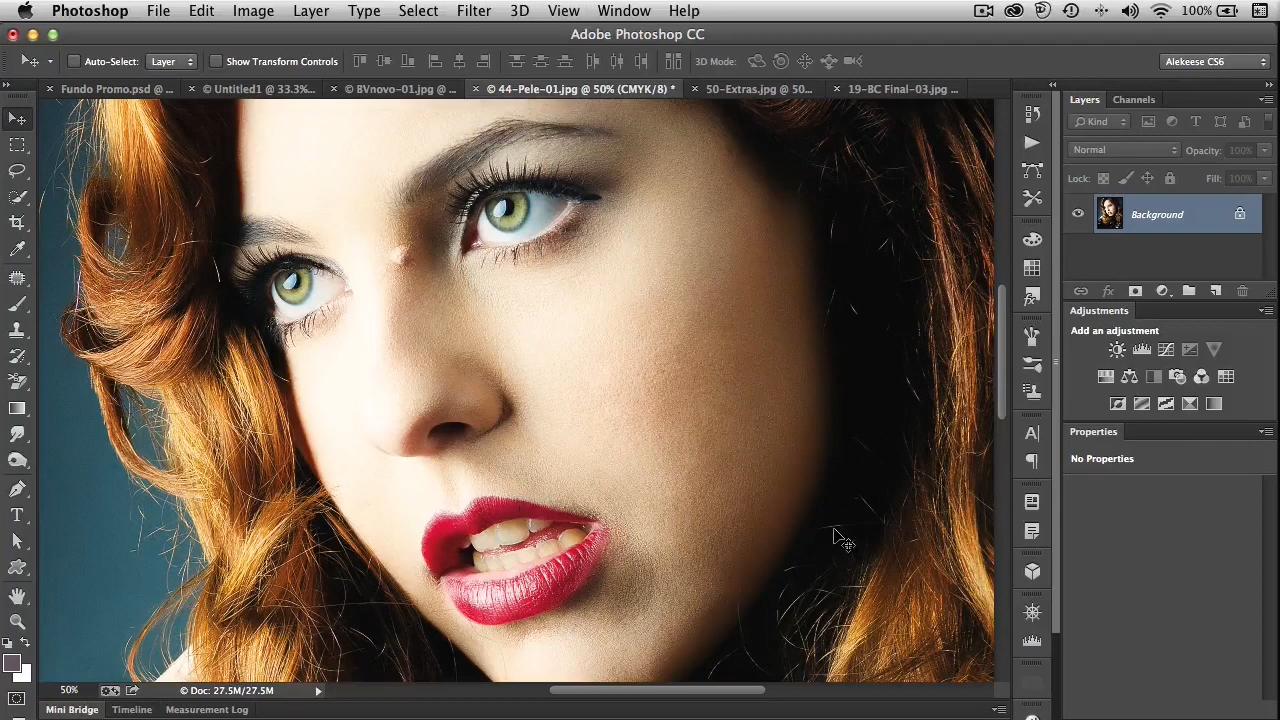 Photoshop File Edit Image Layer Type Select Filter 3D View Window Help 100%
Adobe Photoshop CC
Auto-Select: Layer Show Transform Controls 3D Mode: Alekeese CS6
Fundo Promo.psd @ ... © Untitled1 @ 33.3%... © BVnovo-01.jpg @ ... © 44-Pele-01.jpg @ 50% (CMYK/8) * 50-Extras.jpg @ 50... 19-BC Final-03.jpg ...
Layers Channels
Kind
Normal Opacity: 100%
Lock: Fill: 100%
Background
Adjustments
Add an adjustment
Properties
No Properties
50% © Doc: 27.5M/27.5M
Mini Bridge Timeline Measurement Log